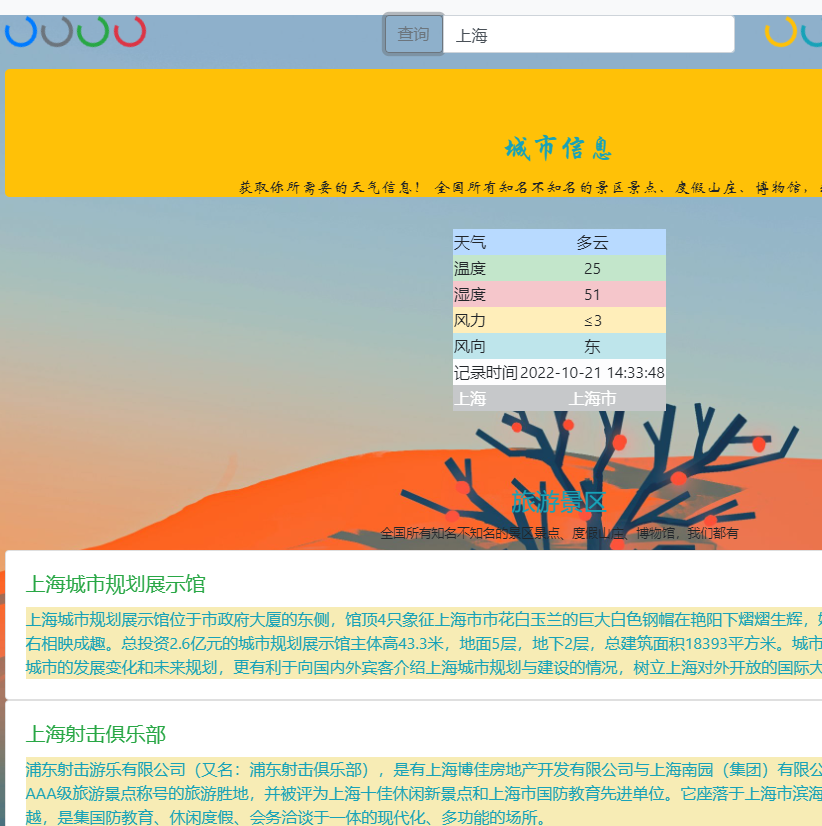 查询 上海
城市信息
获取你所需要的天气信息！ 全国所有知名不知名的景区景点、度假山庄、博物馆，
天气 多云
温度 25
湿度 51
风力 ≤3
风向 东
记录时间 2022-10-21 14:33:48
上海 上海市
旅游景区
全国所有知名不知名的景区景点、度假山庄、博物馆，我们都有
上海城市规划展示馆
上海城市规划展示馆位于市政府大厦的东侧，馆顶4只象征上海市市花白玉兰的巨大白色钢帽在艳阳下熠熠生辉，
右相映成趣。总投资2.6亿元的城市规划展示馆主体高43.3米，地面5层，地下2层，总建筑面积18393平方米。城市
城市的发展变化和未来规划，更有利于向国内外宾客介绍上海城市规划与建设的情况，树立上海对外开放的国际大
上海射击俱乐部
浦东射击游乐有限公司（又名：浦东射击俱乐部），是有上海博佳房地产开发有限公司与上海南园（集团）有限公
AAA级旅游景点称号的旅游胜地，并被评为上海十佳休闲新景点和上海市国防教育先进单位。它座落于上海市滨海
越，是集国防教育、休闲度假、会务洽谈于一体的现代化、多功能的场所。